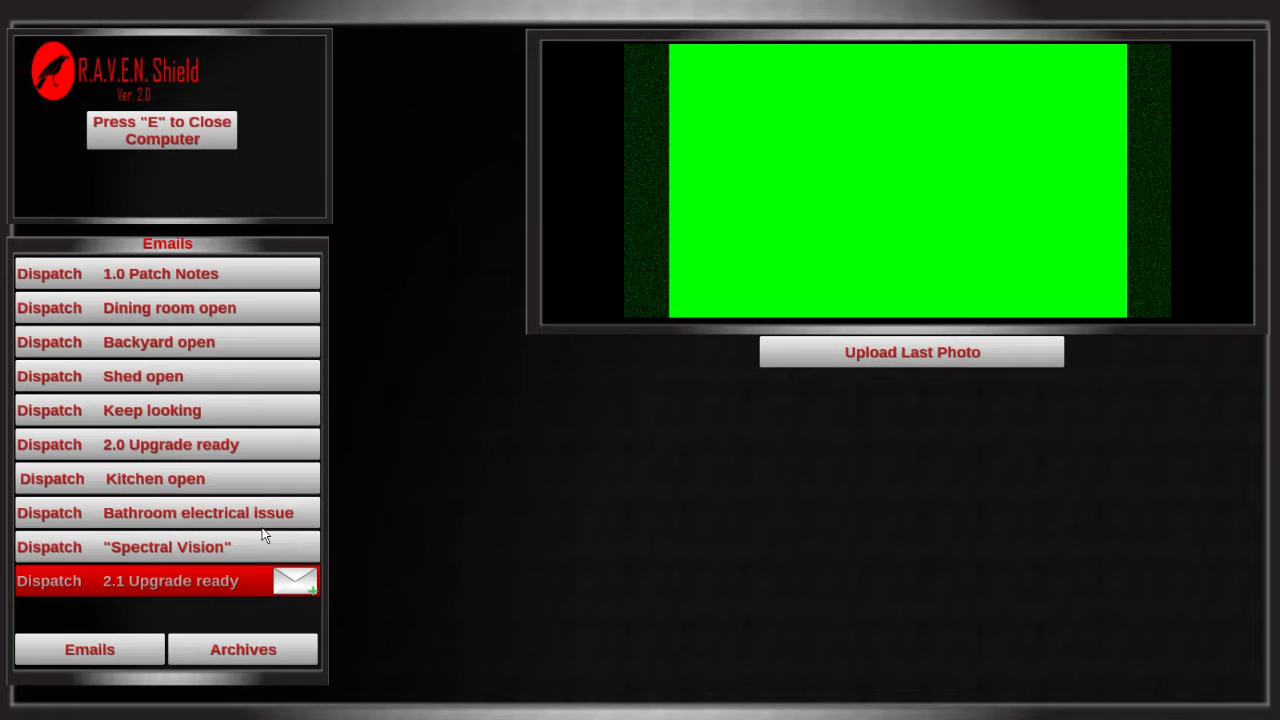 R.A.V.E.N. Shield
Ver. 2.0
Press "E" to Close
Computer
Emails
Dispatch 1.0 Patch Notes
Dispatch Dining room open
Dispatch Backyard open
Dispatch Shed open
Dispatch Keep looking
Dispatch 2.0 Upgrade ready
Dispatch Kitchen open
Dispatch Bathroom electrical issue
Dispatch "Spectral Vision"
Dispatch 2.1 Upgrade ready
Emails Archives
Upload Last Photo